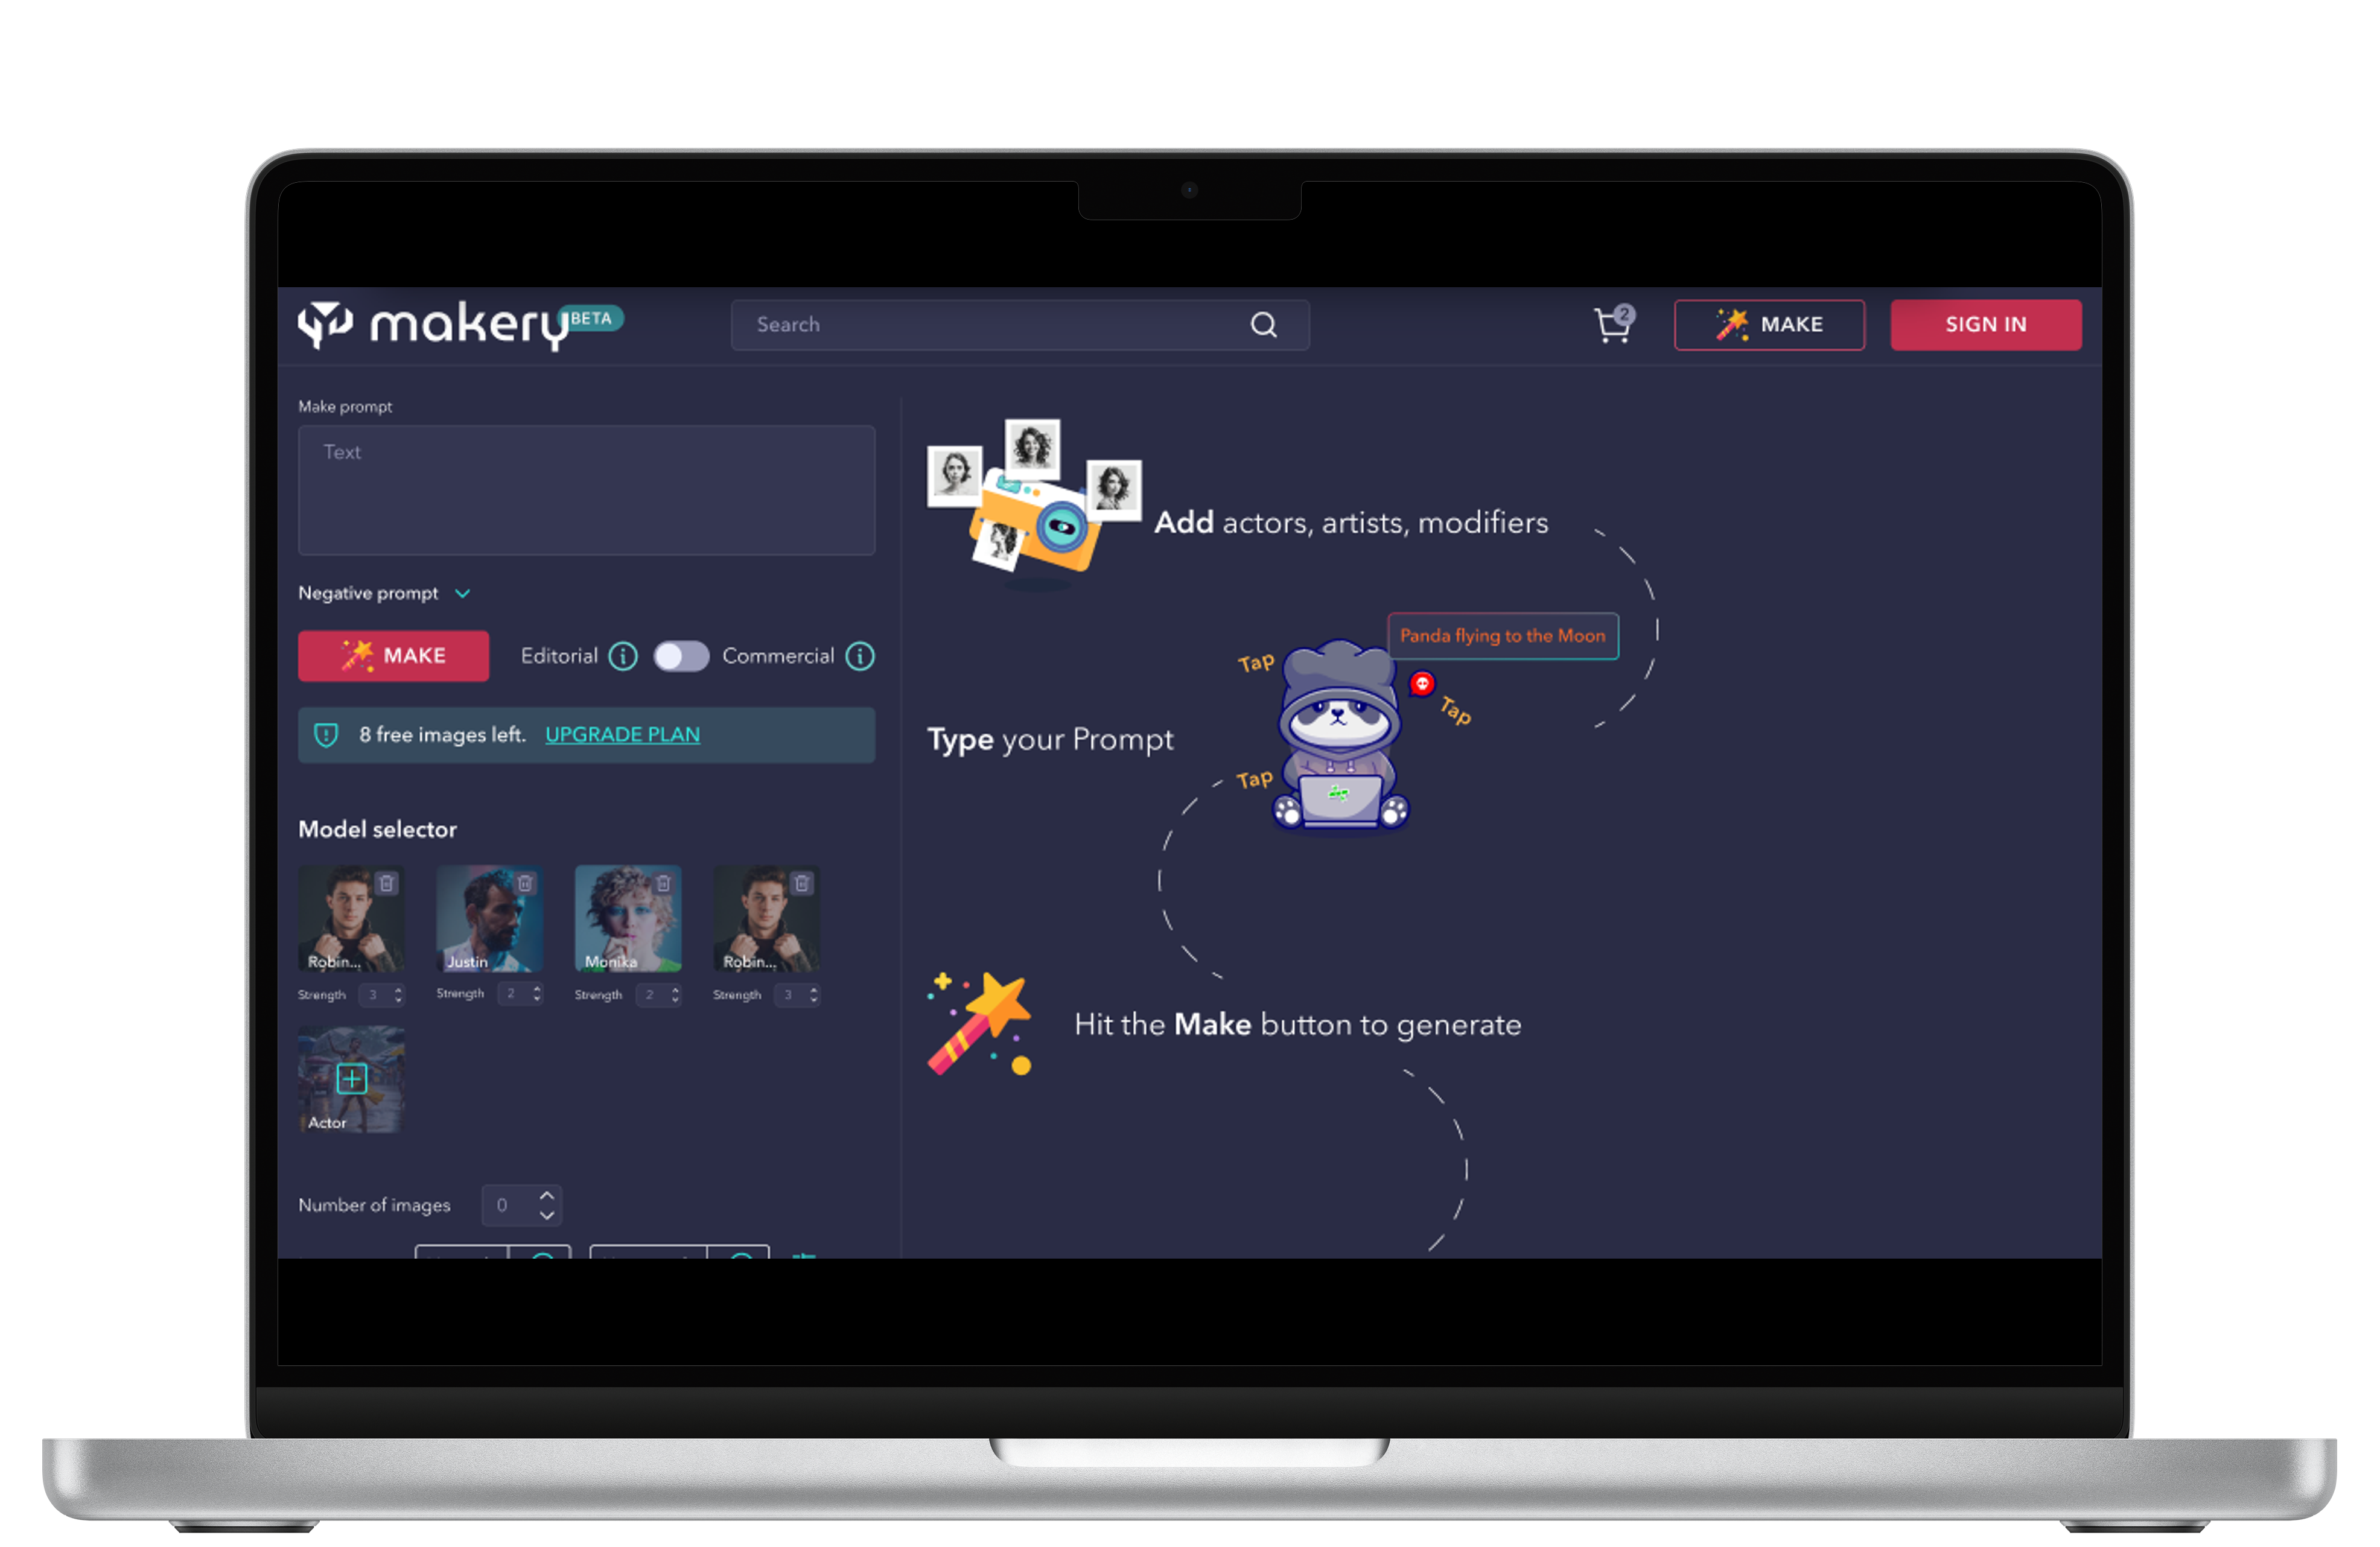 makery BETA
Search
2
MAKE
SIGN IN
Make prompt
Text
Negative prompt
MAKE
Editorial
Commercial
8 free images left. UPGRADE PLAN
Model selector
Robin...
Justin
Monika
Robin...
Strength 3
Strength 2
Strength 2
Strength 3
Actor
Number of images 0
Add actors, artists, modifiers
Panda flying to the Moon
Tap
Tap
Type your Prompt
Tap
Hit the Make button to generate